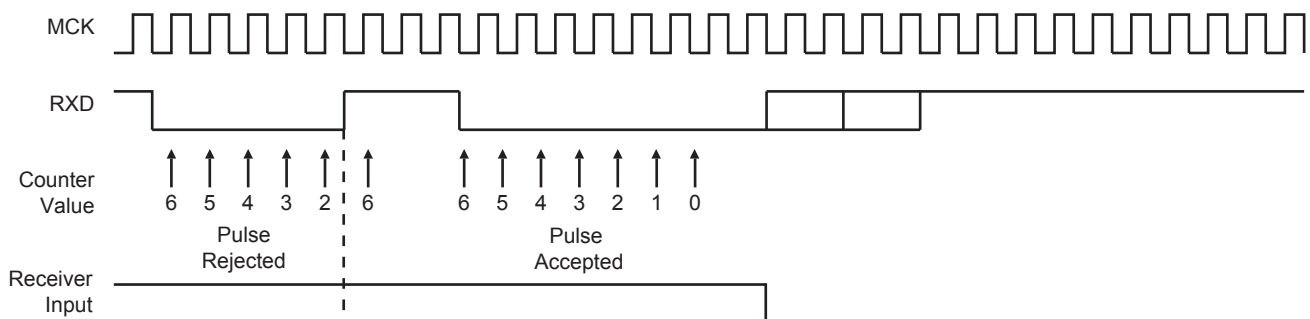 MCK
RXD
Counter
Value
6 5 4 3 2 6 6 5 4 3 2 1 0
Pulse
Rejected
Pulse
Accepted
Receiver
Input